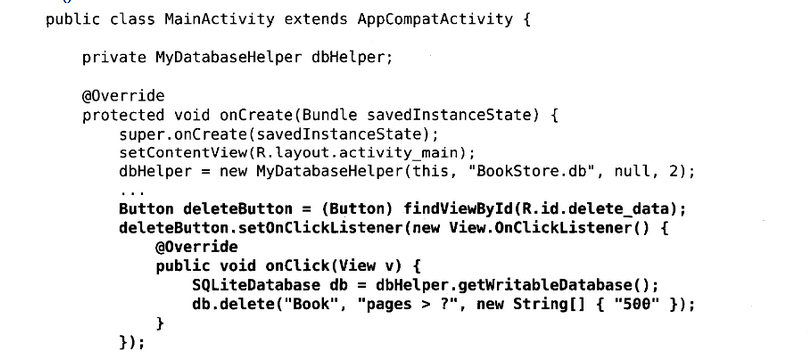 public class MainActivity extends AppCompatActivity {
private MyDatabaseHelper dbHelper;
@Override
protected void onCreate(Bundle savedInstanceState) {
super.onCreate(savedInstanceState);
setContentView(R.layout.activity_main);
dbHelper = new MyDatabaseHelper(this, "BookStore.db", null, 2);
...
Button deleteButton = (Button) findViewById(R.id.delete_data);
deleteButton.setOnClickListener(new View.OnClickListener() {
@Override
public void onClick(View v) {
SQLiteDatabase db = dbHelper.getWritableDatabase();
db.delete("Book", "pages > ?", new String[] { "500" });
}
});